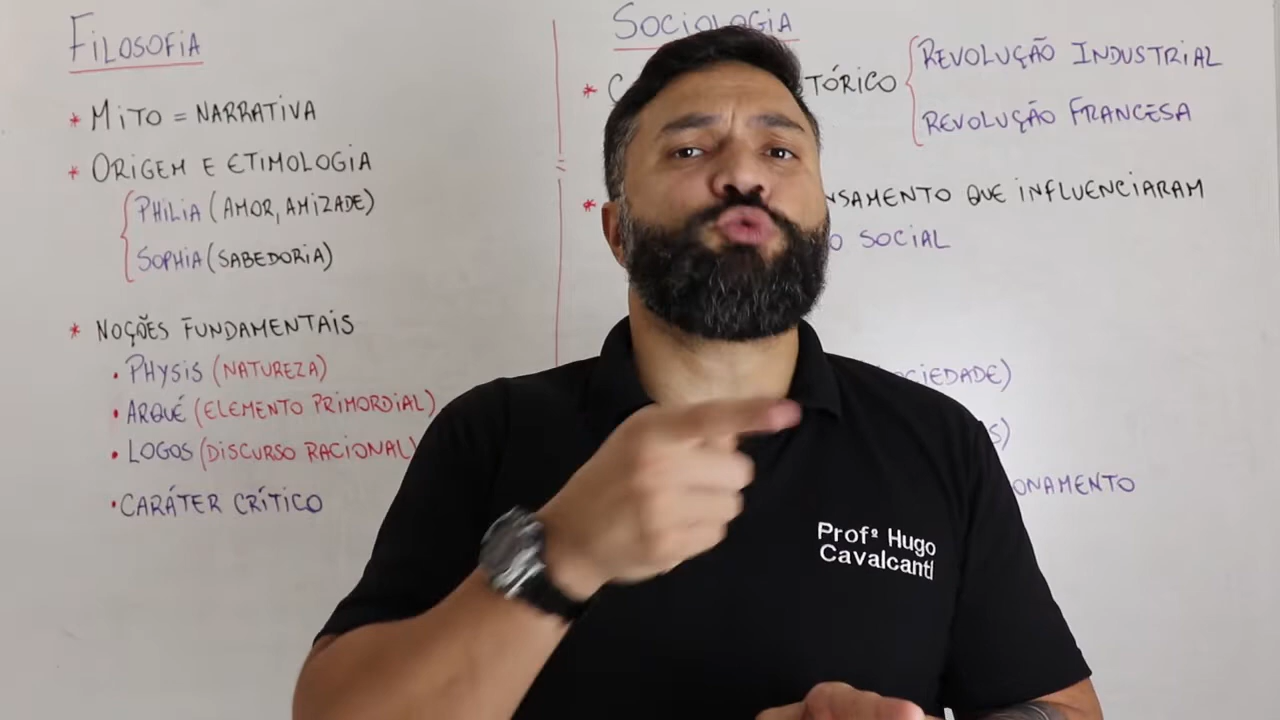 FILOSOFIA
* MITO = NARRATIVA
* ORIGEM E ETIMOLOGIA
PHILIA (AMOR, AMIZADE)
SOPHIA (SABEDORIA)
* NOÇÕES FUNDAMENTAIS
• PHYSIS (NATUREZA)
• ARQUÉ (ELEMENTO PRIMORDIAL)
• LOGOS (DISCURSO RACIONAL)
• CARÁTER CRÍTICO
SOCIOLOGIA
* C TÓRICO
REVOLUÇÃO INDUSTRIAL
REVOLUÇÃO FRANCESA
* NSAMENTO QUE INFLUENCIARAM
O SOCIAL
CIEDADE)
S)
ONAMENTO
Profº Hugo
Cavalcanti